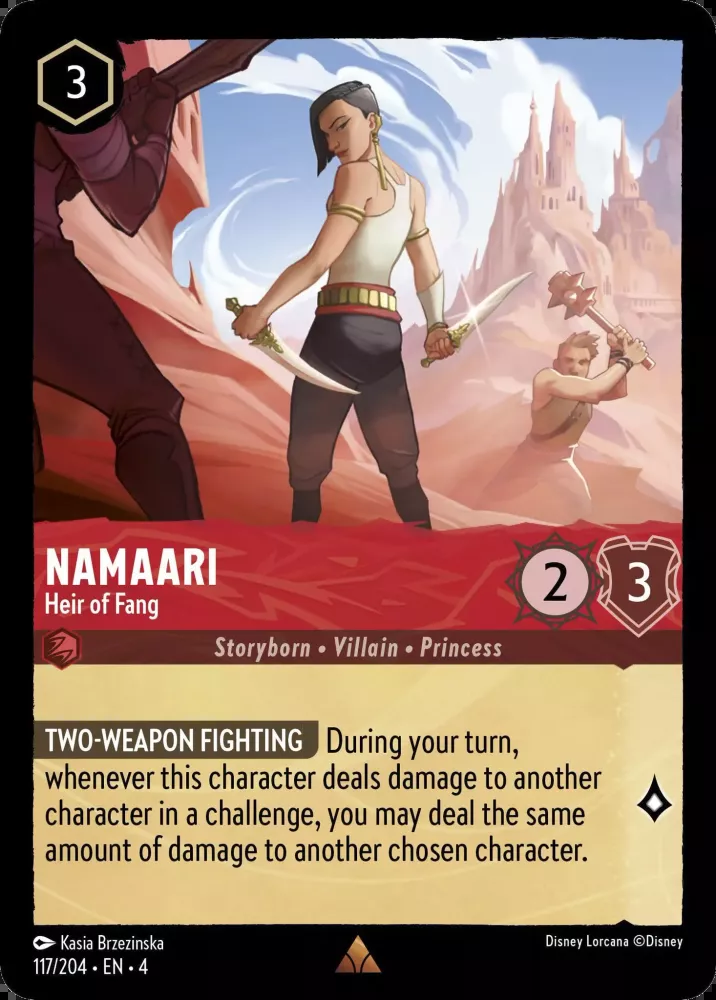 3
NAMAARI
Heir of Fang
2
3
Storyborn • Villain • Princess
TWO-WEAPON FIGHTING During your turn,
whenever this character deals damage to another
character in a challenge, you may deal the same
amount of damage to another chosen character.
Kasia Brzezinska
Disney Lorcana ©Disney
117/204 • EN • 4